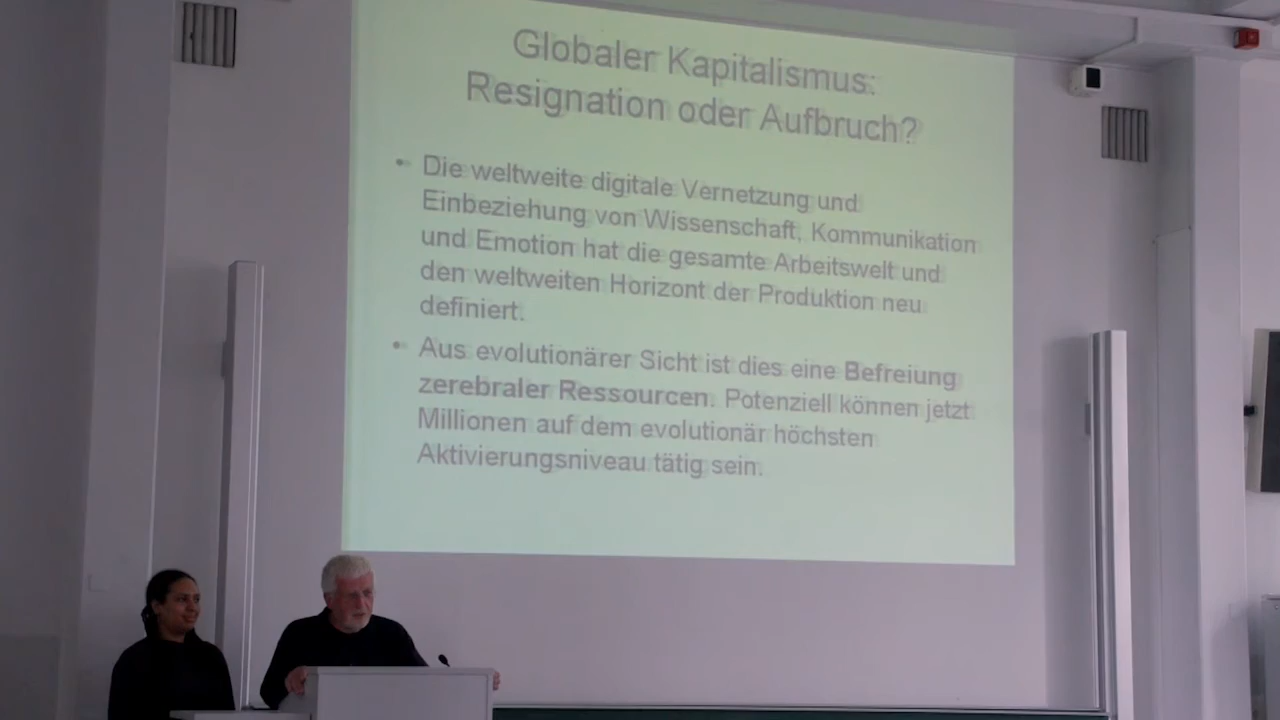 Globaler Kapitalismus:
Resignation oder Aufbruch?
• Die weltweite digitale Vernetzung und
Einbeziehung von Wissenschaft, Kommunikation
und Emotion hat die gesamte Arbeitswelt und
den weltweiten Horizont der Produktion neu
definiert.
• Aus evolutionärer Sicht ist dies eine Befreiung
zerebraler Ressourcen. Potenziell können jetzt
Millionen auf dem evolutionär höchsten
Aktivierungsniveau tätig sein.